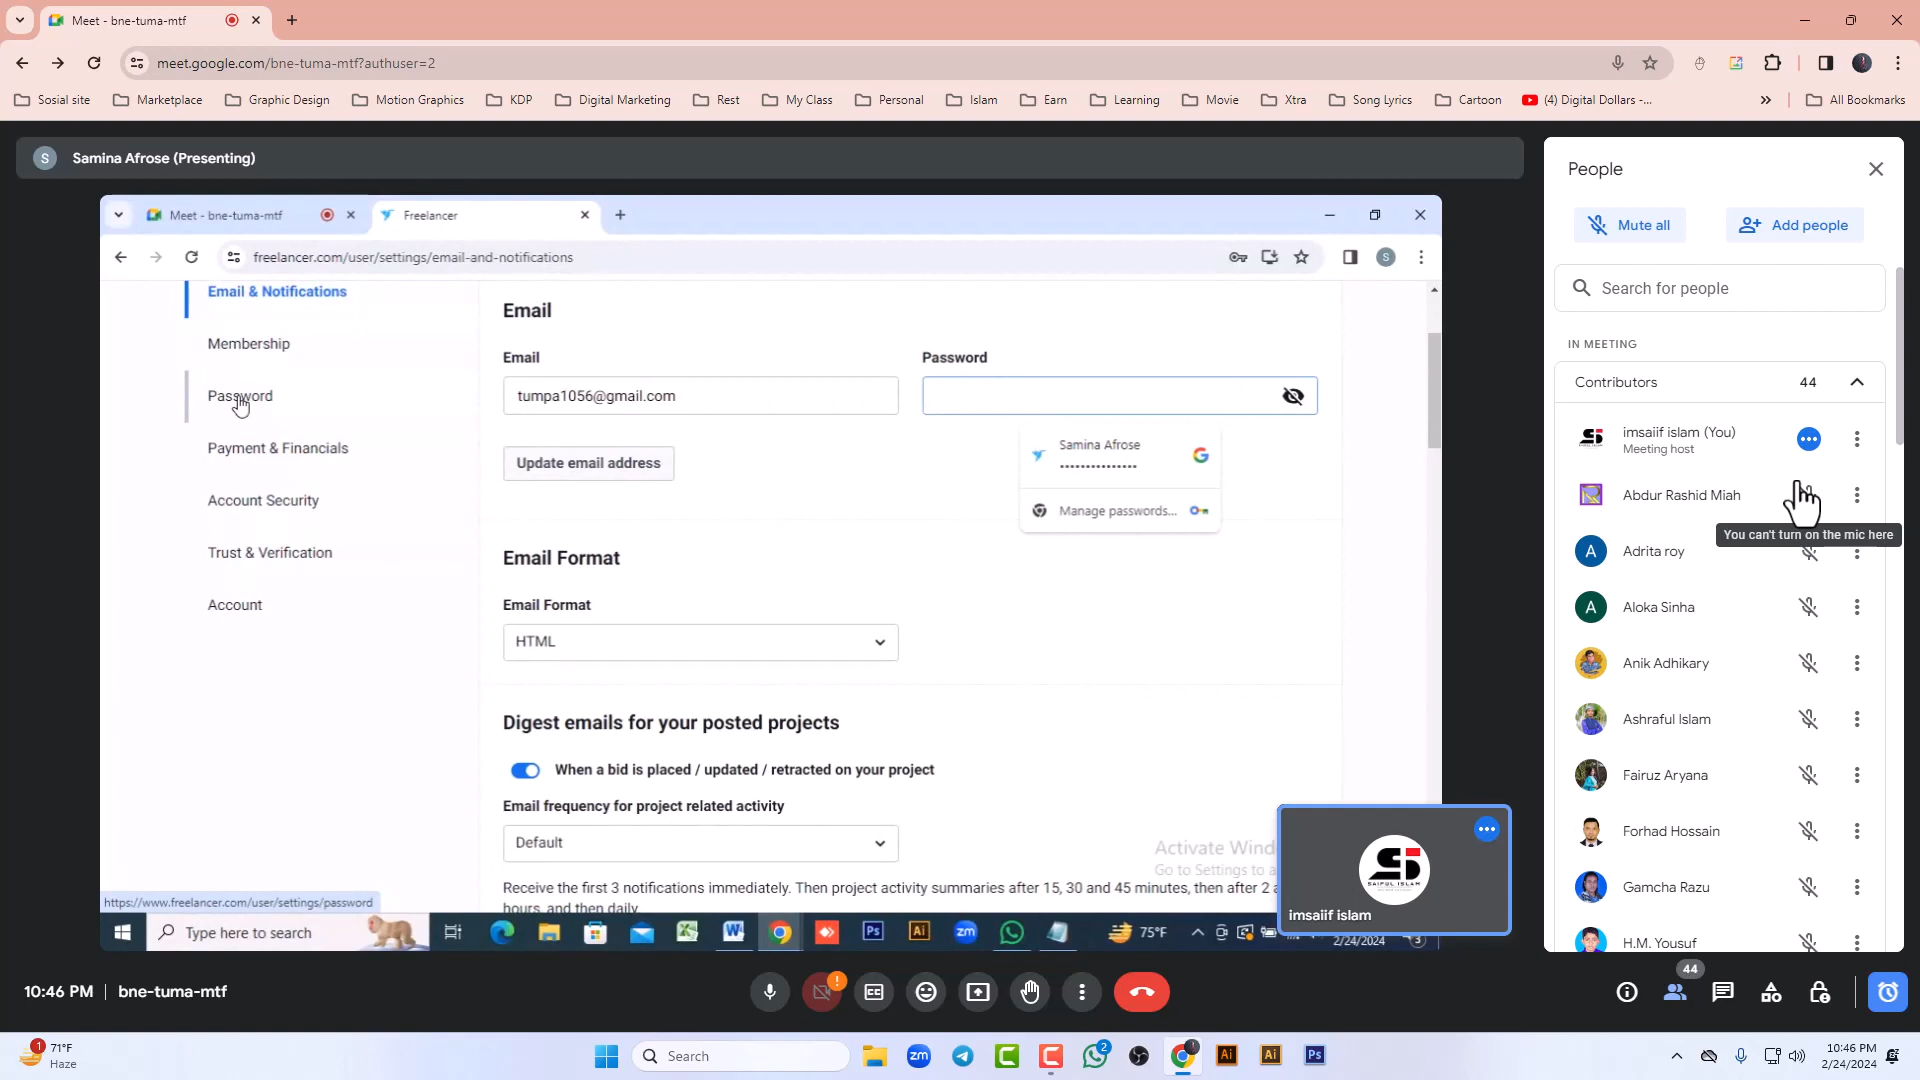 Meet - bne-tuma-mtf
meet.google.com/bne-tuma-mtf?authuser=2
Sosial site
Marketplace
Graphic Design
Motion Graphics
KDP
Digital Marketing
Rest
My Class
Personal
Islam
Earn
Learning
Movie
Xtra
Song Lyrics
Cartoon
(4) Digital Dollars -...
All Bookmarks
S
Samina Afrose (Presenting)
Meet - bne-tuma-mtf
Freelancer
freelancer.com/user/settings/email-and-notifications
S
Email & Notifications
Membership
Password
Payment & Financials
Account Security
Trust & Verification
Account
Email
Email
Password
tumpa1056@gmail.com
Update email address
Samina Afrose
Manage passwords...
Email Format
Email Format
HTML
Digest emails for your posted projects
When a bid is placed / updated / retracted on your project
Email frequency for project related activity
Default
Receive the first 3 notifications immediately. Then project activity summaries after 15, 30 and 45 minutes, then after 2
hours, and then daily
Activate Wind
Go to Settings to a
https://www.freelancer.com/user/settings/password
Type here to search
75°F
2/24/2024
3
SAIFUL ISLAM
imsaiif islam
People
Mute all
Add people
Search for people
IN MEETING
Contributors
44
imsaiif islam (You)
Meeting host
Abdur Rashid Miah
You can't turn on the mic here
A
Adrita roy
A
Aloka Sinha
Anik Adhikary
Ashraful Islam
Fairuz Aryana
Forhad Hossain
Gamcha Razu
H.M. Yousuf
10:46 PM
bne-tuma-mtf
44
1
71°F
Haze
Search
zm
2
Ai
Ai
Ps
10:46 PM
2/24/2024